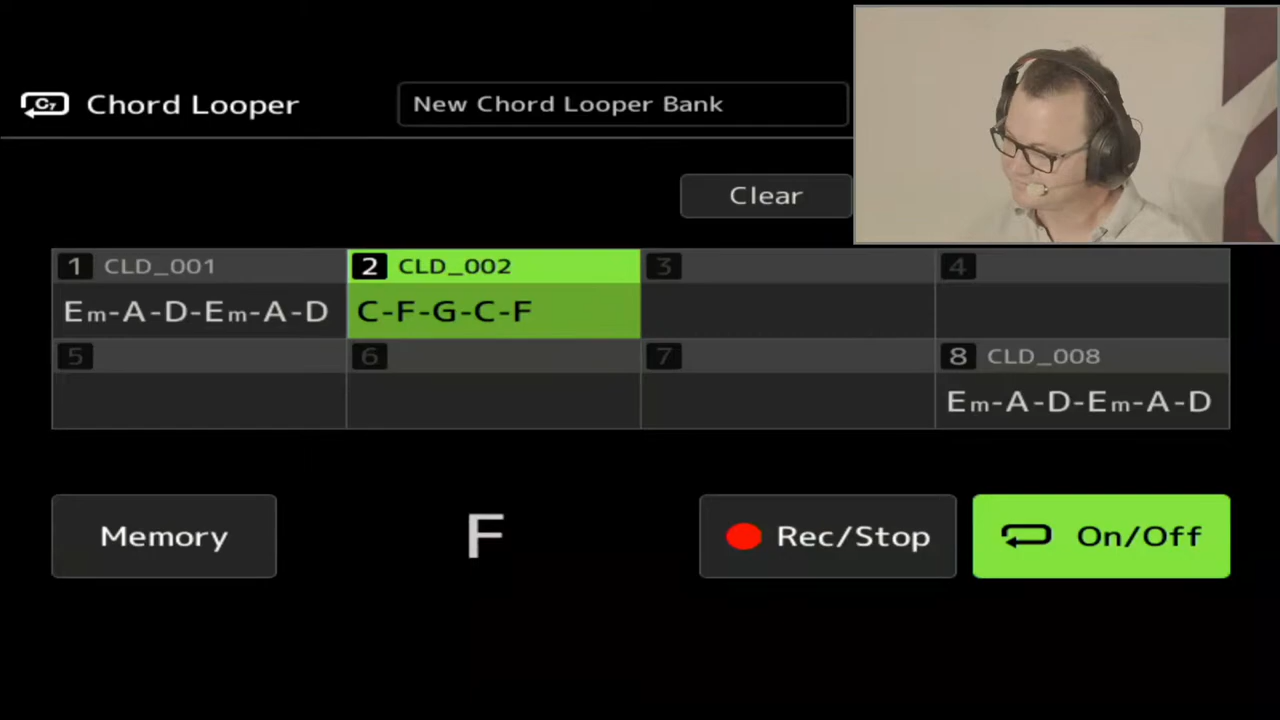 C7 Chord Looper
New Chord Looper Bank
Clear
1 CLD_001
Em-A-D-Em-A-D
2 CLD_002
C-F-G-C-F
3
4
5
6
7
8 CLD_008
Em-A-D-Em-A-D
Memory
F
Rec/Stop
On/Off